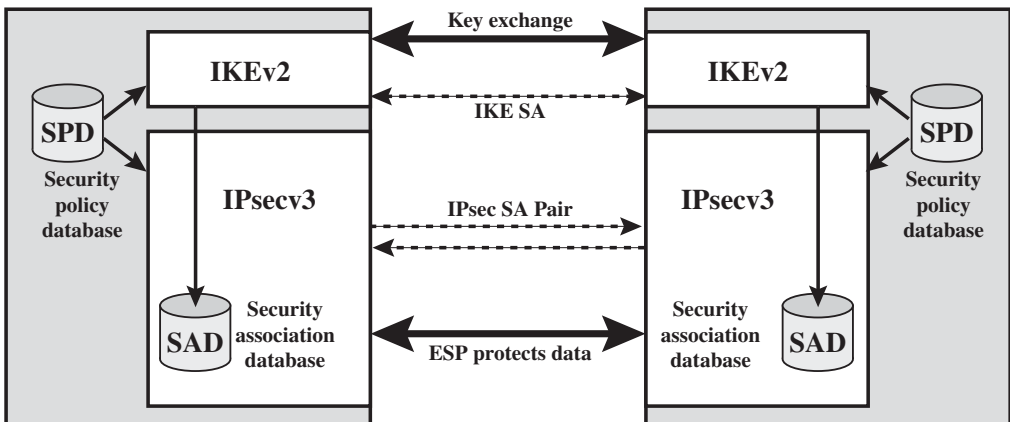 Key exchange
IKEv2
IKEv2
IKE SA
SPD
SPD
Security
policy
database
Security
policy
database
IPsecv3
IPsecv3
IPsec SA Pair
SAD
Security
association
database
Security
association
database
SAD
ESP protects data